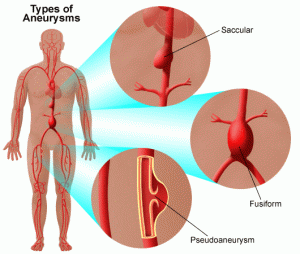 Types of
Aneurysms
Saccular
Fusiform
Pseudoaneurysm